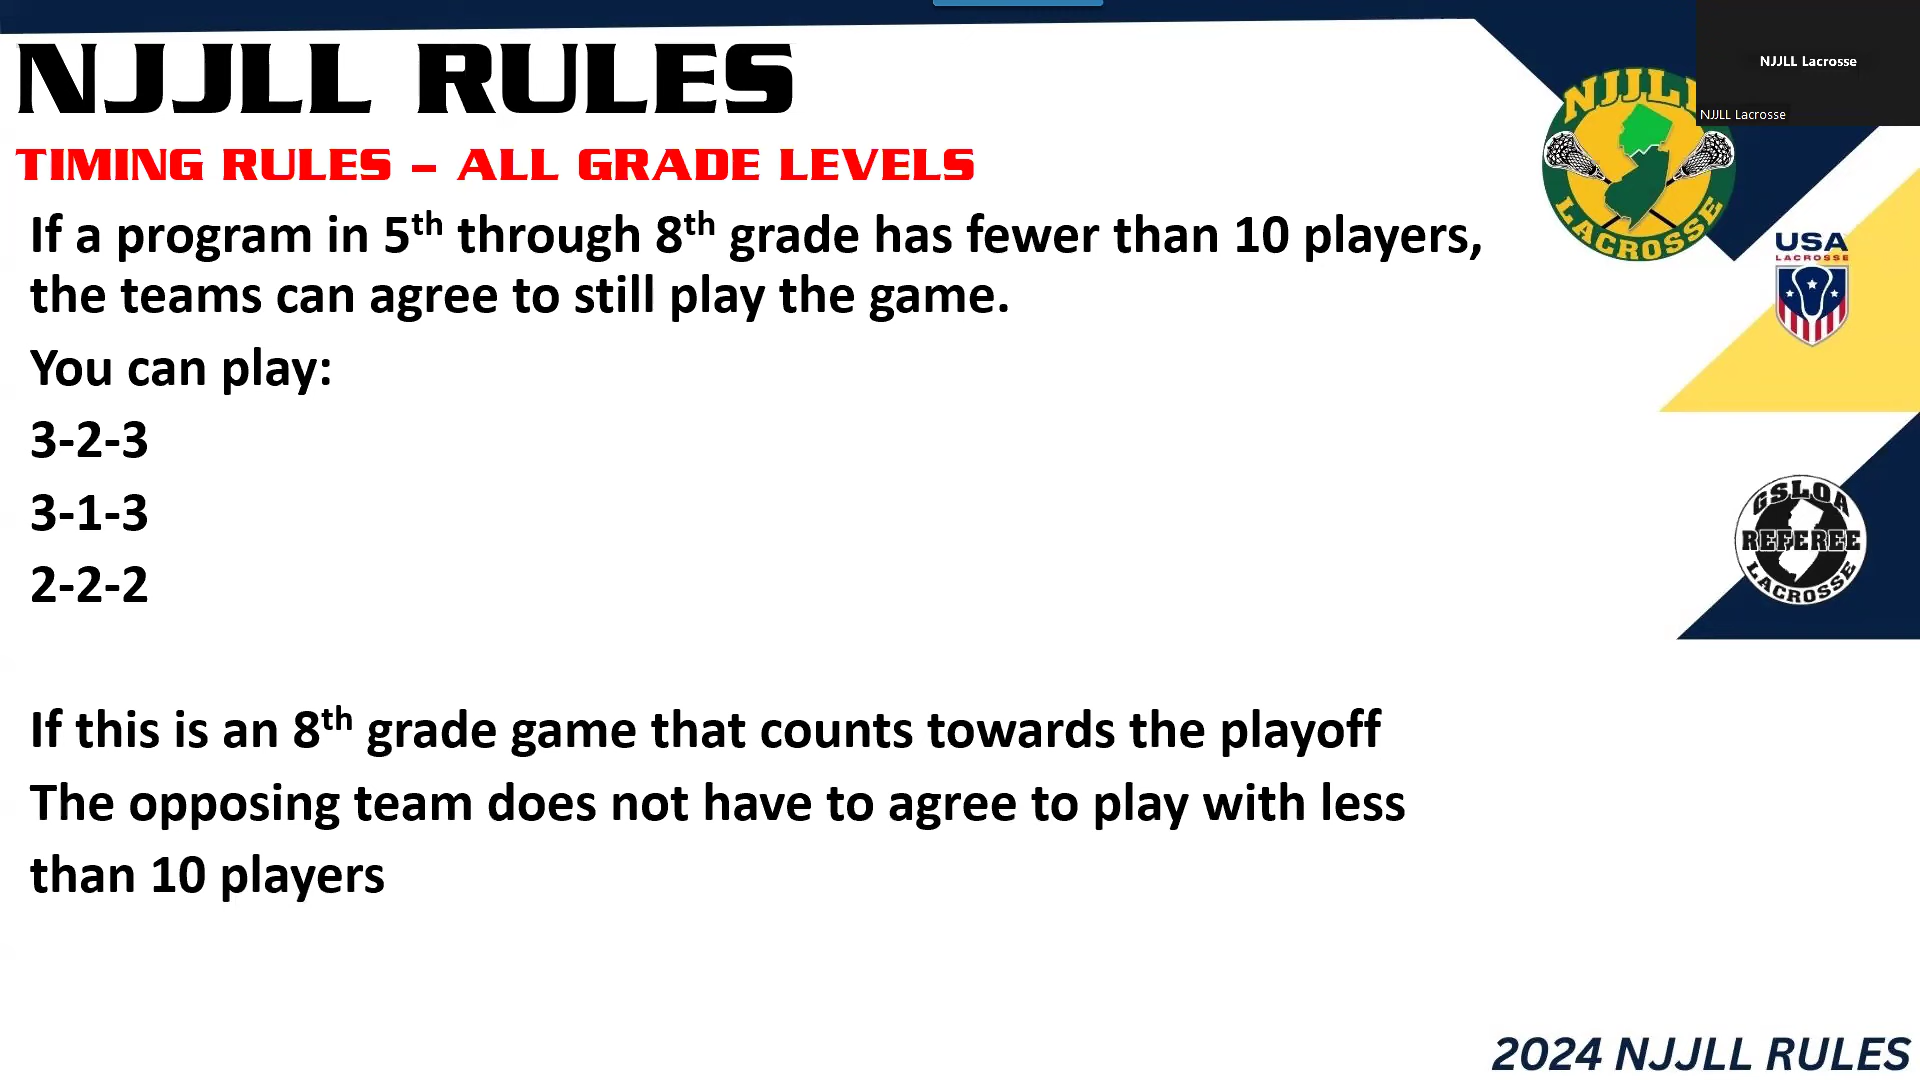 NJJLL RULES
TIMING RULES – ALL GRADE LEVELS
If a program in 5th through 8th grade has fewer than 10 players,
the teams can agree to still play the game.
You can play:
3-2-3
3-1-3
2-2-2
If this is an 8th grade game that counts towards the playoff
The opposing team does not have to agree to play with less
than 10 players
NJJLL Lacrosse
NJJLL Lacrosse
NJJLL
LACROSSE
USA
LACROSSE
GSLOA
REFEREE
LACROSSE
2024 NJJLL RULES